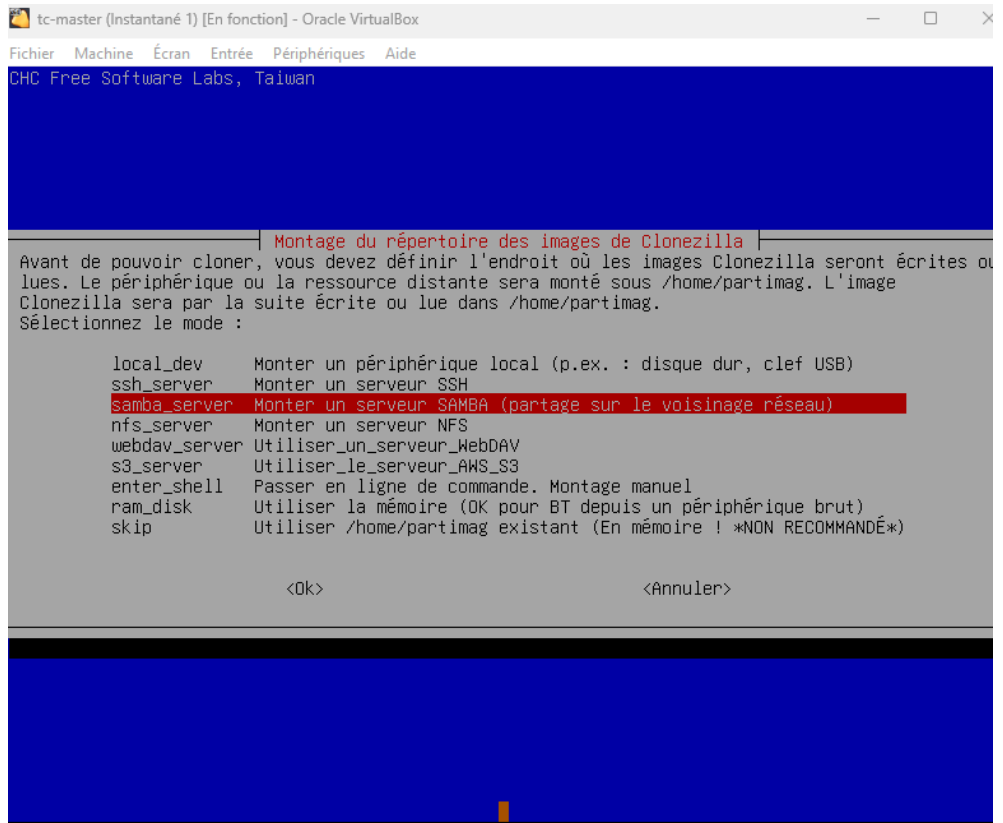 tc-master (Instantané 1) [En fonction] - Oracle VirtualBox
Fichier Machine Écran Entrée Périphériques Aide
CHC Free Software Labs, Taiwan
Montage du répertoire des images de Clonezilla
Avant de pouvoir cloner, vous devez définir l'endroit où les images Clonezilla seront écrites ou
lues. Le périphérique ou la ressource distante sera monté sous /home/partimag. L'image
Clonezilla sera par la suite écrite ou lue dans /home/partimag.
Sélectionnez le mode :
local_dev Monter un périphérique local (p.ex. : disque dur, clef USB)
ssh_server Monter un serveur SSH
samba_server Monter un serveur SAMBA (partage sur le voisinage réseau)
nfs_server Monter un serveur NFS
webdav_server Utiliser_un_serveur_WebDAV
s3_server Utiliser_le_serveur_AWS_S3
enter_shell Passer en ligne de commande. Montage manuel
ram_disk Utiliser la mémoire (OK pour BT depuis un périphérique brut)
skip Utiliser /home/partimag existant (En mémoire ! *NON RECOMMANDÉ*)
<Ok> <Annuler>